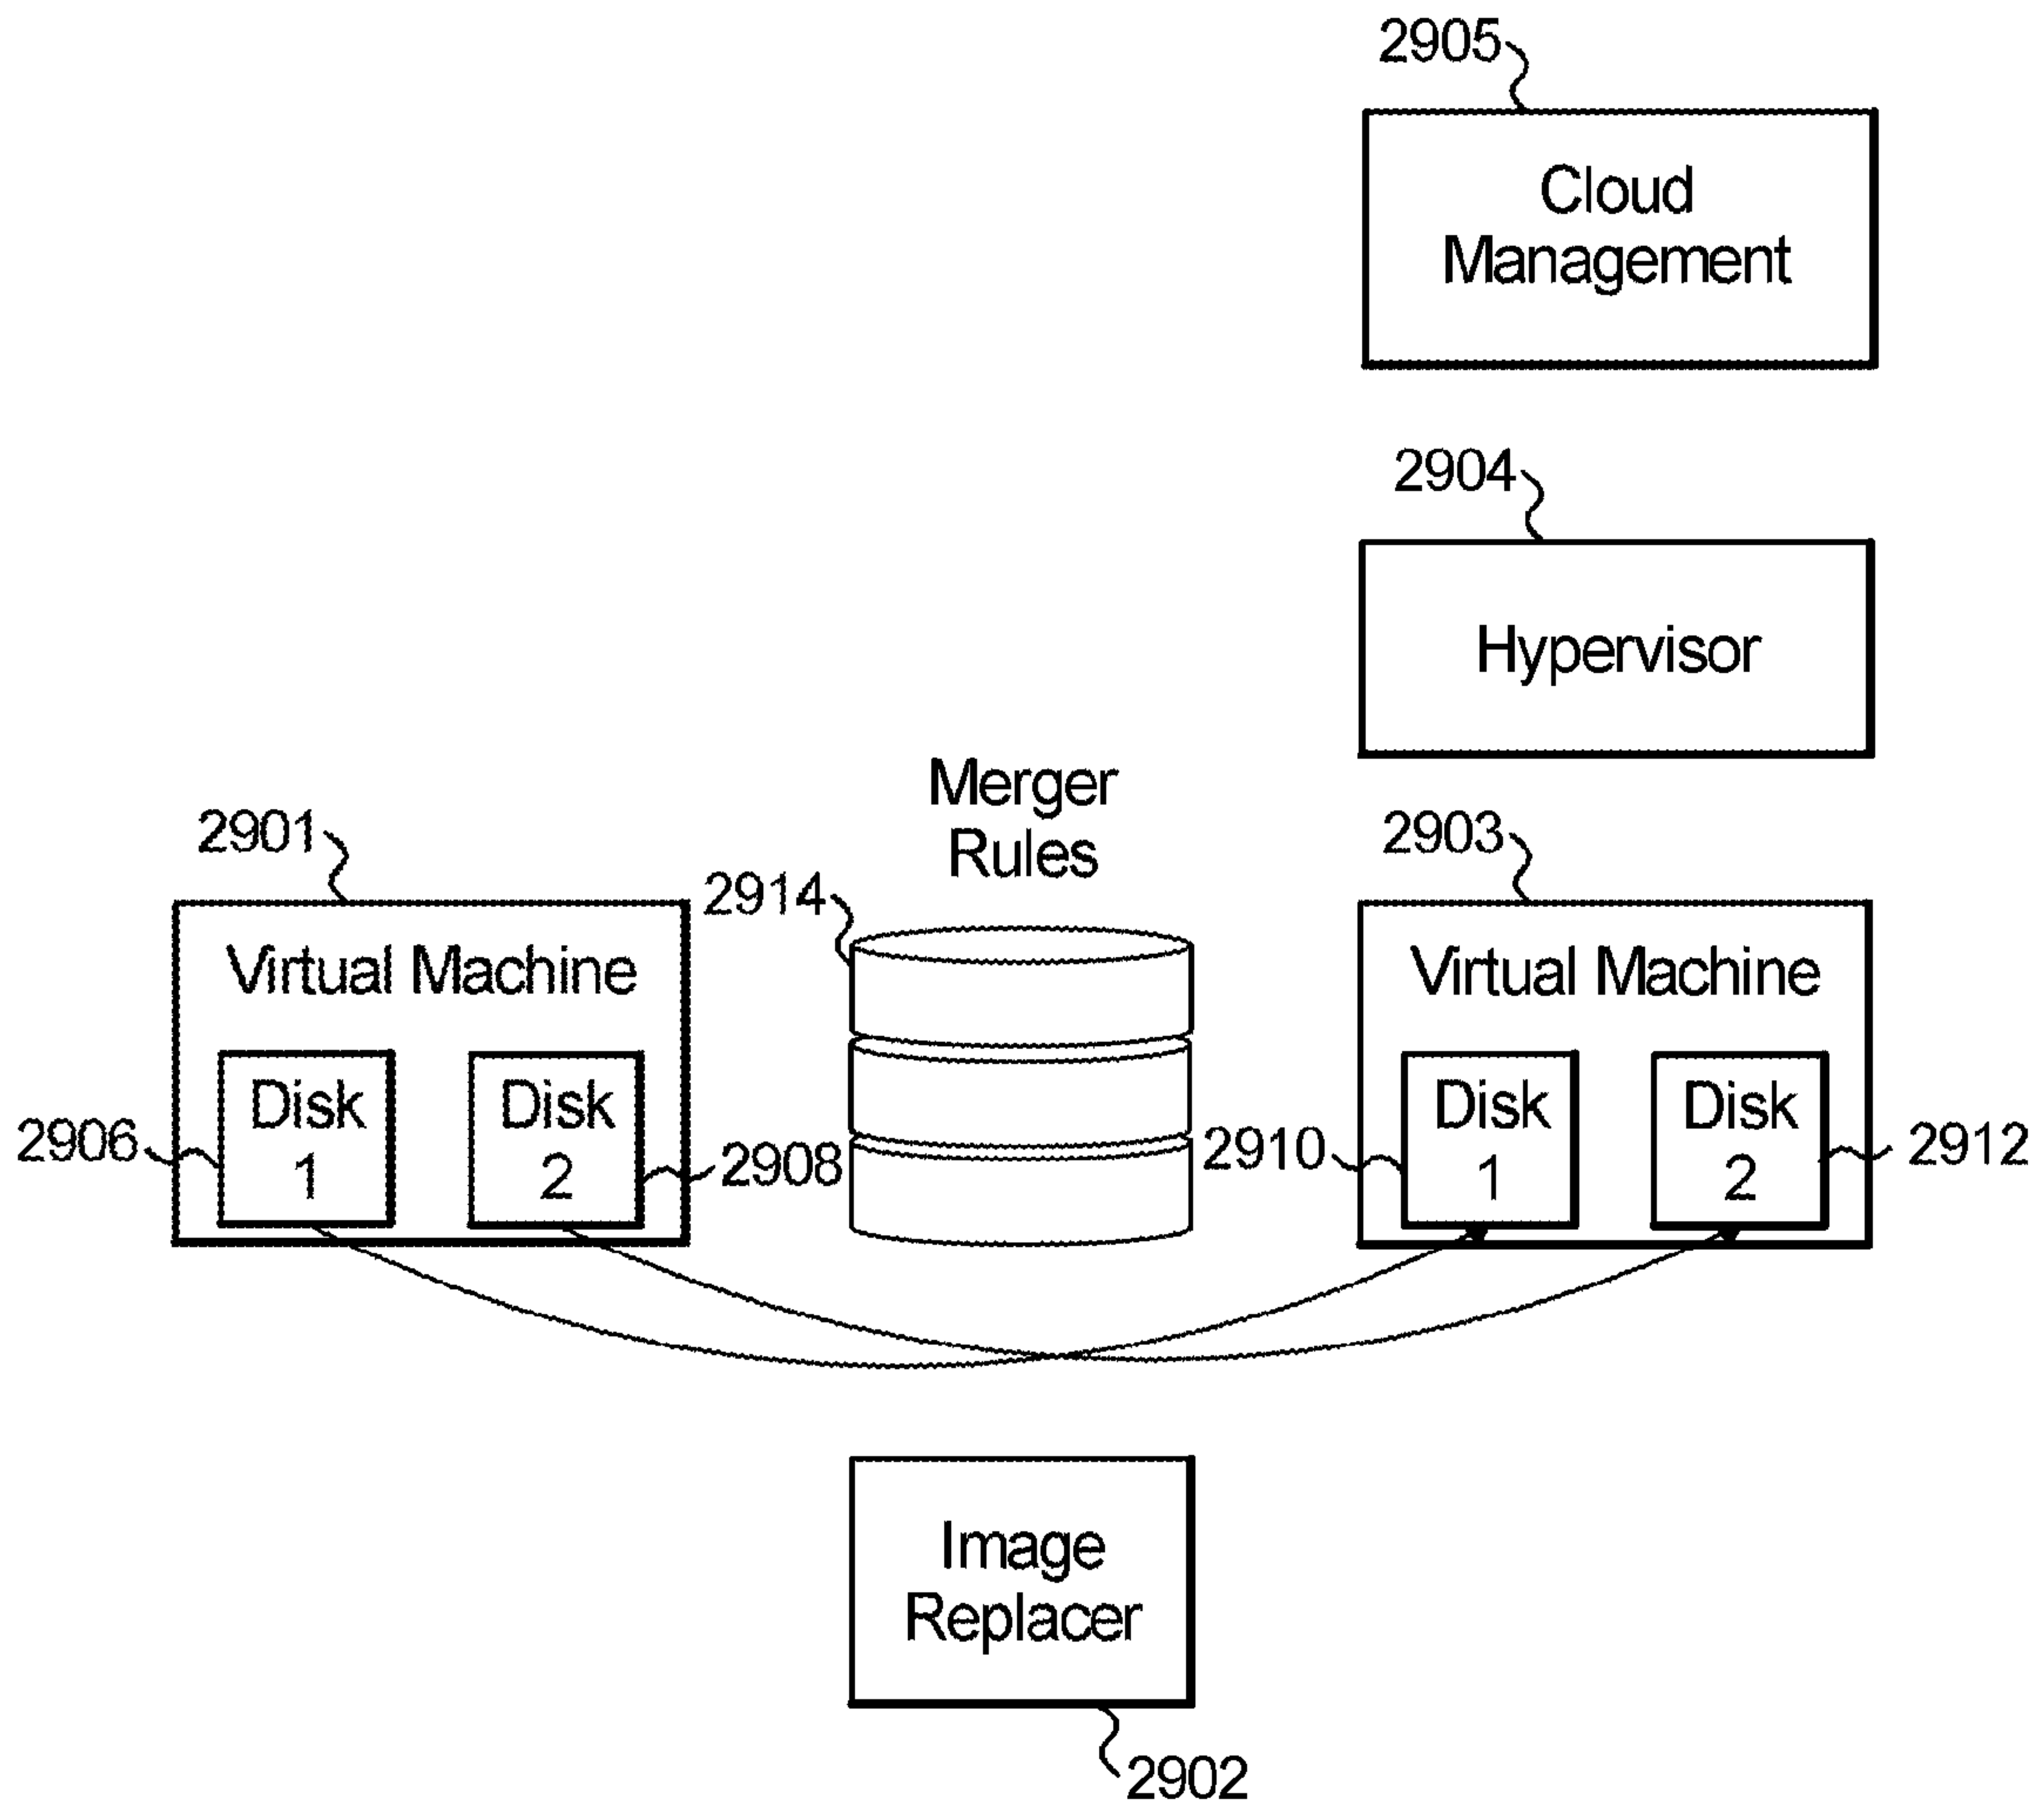 2905
Cloud
Management
2904
Hypervisor
Merger
Rules
2901
2914
2903
Virtual Machine
Virtual Machine
Disk
1
Disk
2
Disk
1
Disk
2
2906
2908
2910
2912
Image
Replacer
2902